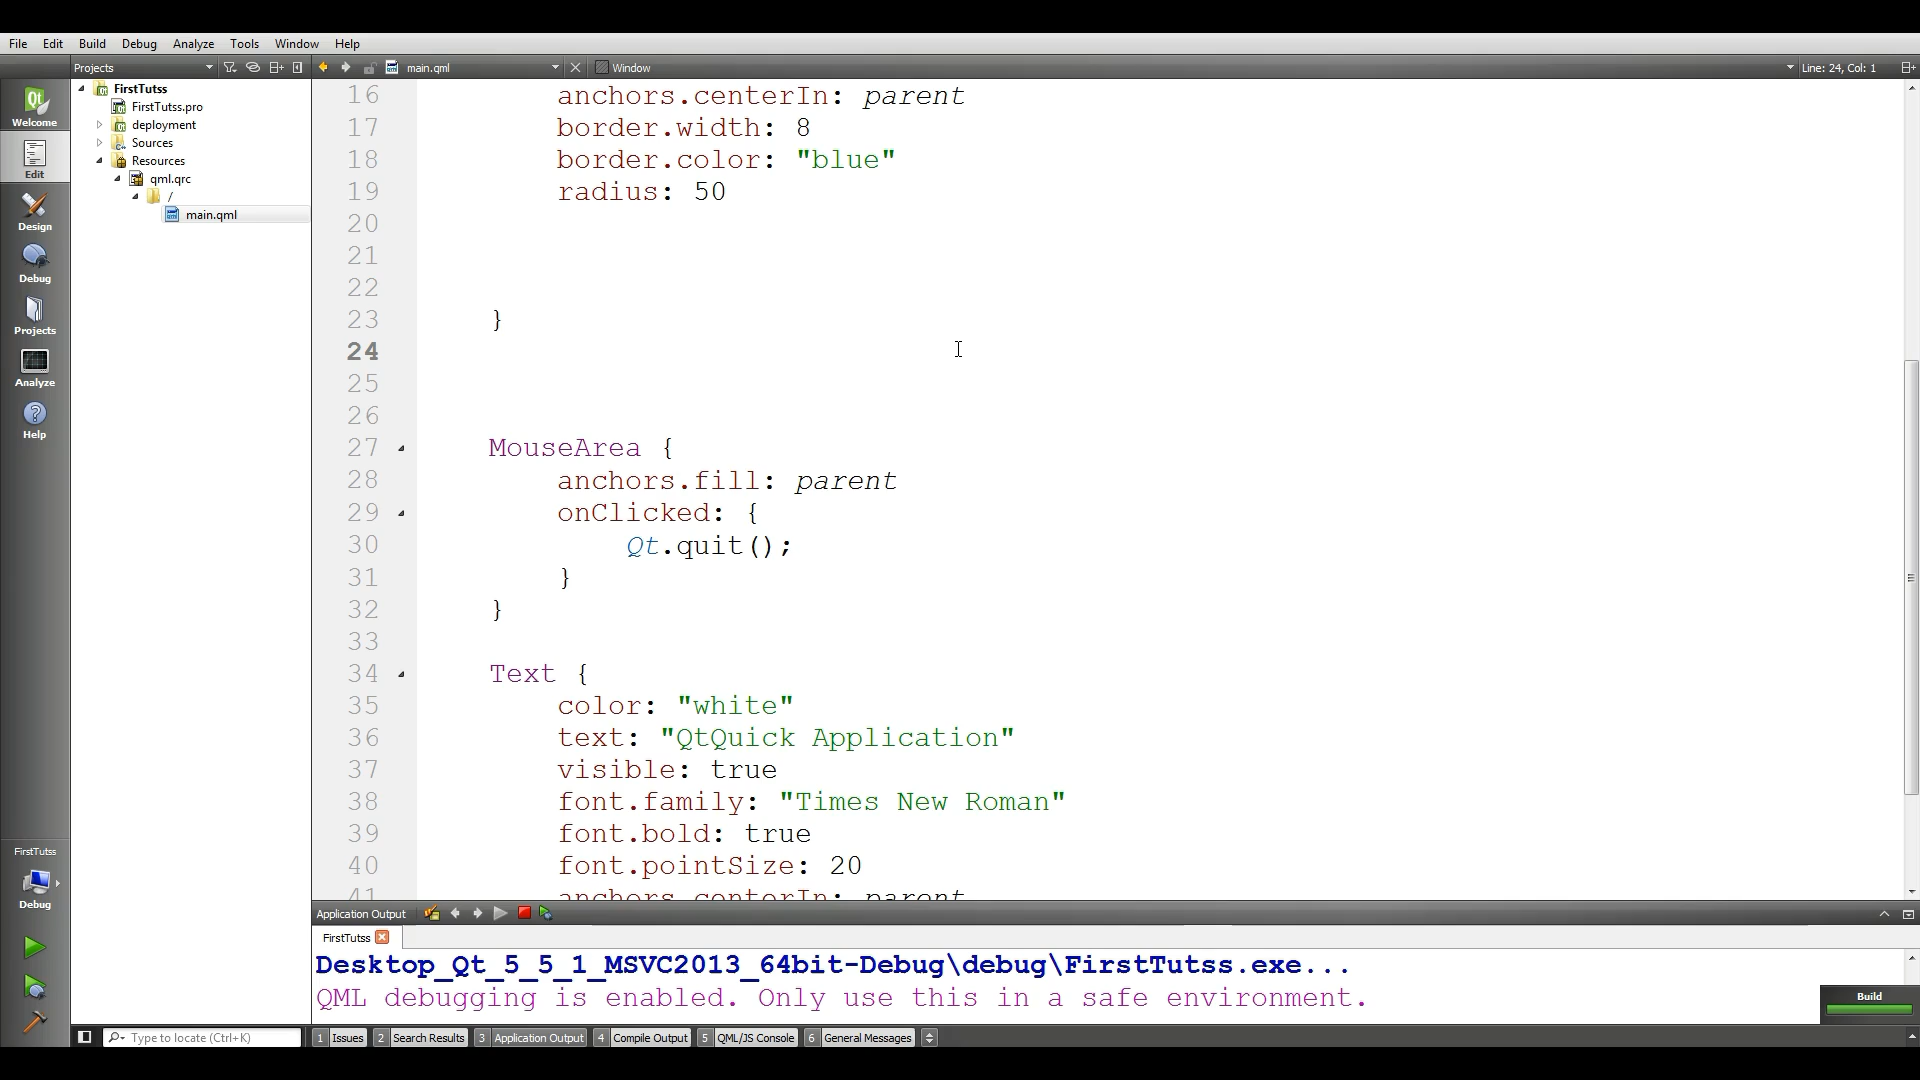 File Edit Build Debug Analyze Tools Window Help
Projects main.qml Window Line: 24, Col: 1
Welcome
Edit
Design
Debug
Projects
Analyze
Help
FirstTutss
Debug
FirstTutss
FirstTutss.pro
deployment
Sources
Resources
qml.qrc
/
main.qml
16 anchors.centerIn: parent
17 border.width: 8
18 border.color: "blue"
19 radius: 50
20
21
22
23 }
24
25
26
27 MouseArea {
28 anchors.fill: parent
29 onClicked: {
30 Qt.quit();
31 }
32 }
33
34 Text {
35 color: "white"
36 text: "QtQuick Application"
37 visible: true
38 font.family: "Times New Roman"
39 font.bold: true
40 font.pointSize: 20
41 anchors.centerIn: parent
Application Output
FirstTutss
Desktop_Qt_5_5_1_MSVC2013_64bit-Debug\debug\FirstTutss.exe...
QML debugging is enabled. Only use this in a safe environment.
Build
Type to locate (Ctrl+K) 1 Issues 2 Search Results 3 Application Output 4 Compile Output 5 QML/JS Console 6 General Messages